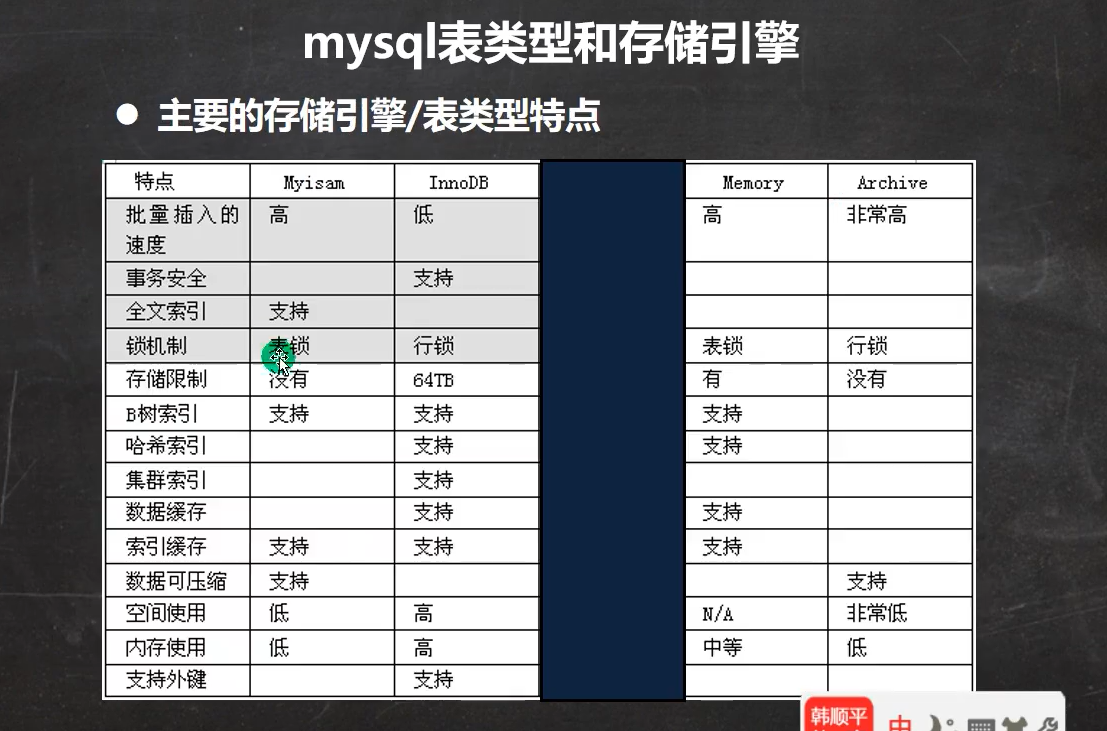 mysql表类型和存储引擎
● 主要的存储引擎/表类型特点
特点 Myisam InnoDB Memory Archive
批量插入的 高 低 高 非常高
速度
事务安全 支持
全文索引 支持
锁机制 表锁 行锁 表锁 行锁
存储限制 没有 64TB 有 没有
B树索引 支持 支持 支持
哈希索引 支持 支持
集群索引 支持
数据缓存 支持 支持
索引缓存 支持 支持 支持
数据可压缩 支持 支持
空间使用 低 高 N/A 非常低
内存使用 低 高 中等 低
支持外键 支持
韩顺平
中